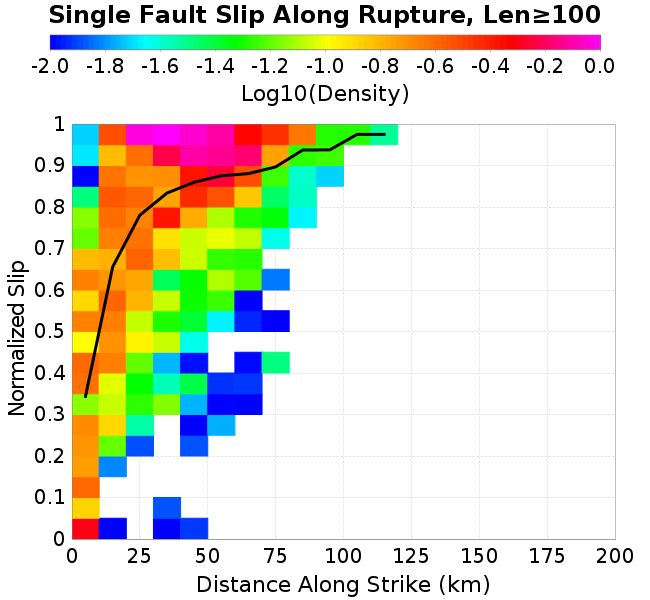 Single Fault Slip Along Rupture, Len≥100
-2.0 -1.8 -1.6 -1.4 -1.2 -1.0 -0.8 -0.6 -0.4 -0.2 0.0
Log10(Density)
1
0.9
0.8
0.7
0.6
0.5
0.4
0.3
0.2
0.1
0
Normalized Slip
0 25 50 75 100 125 150 175 200
Distance Along Strike (km)